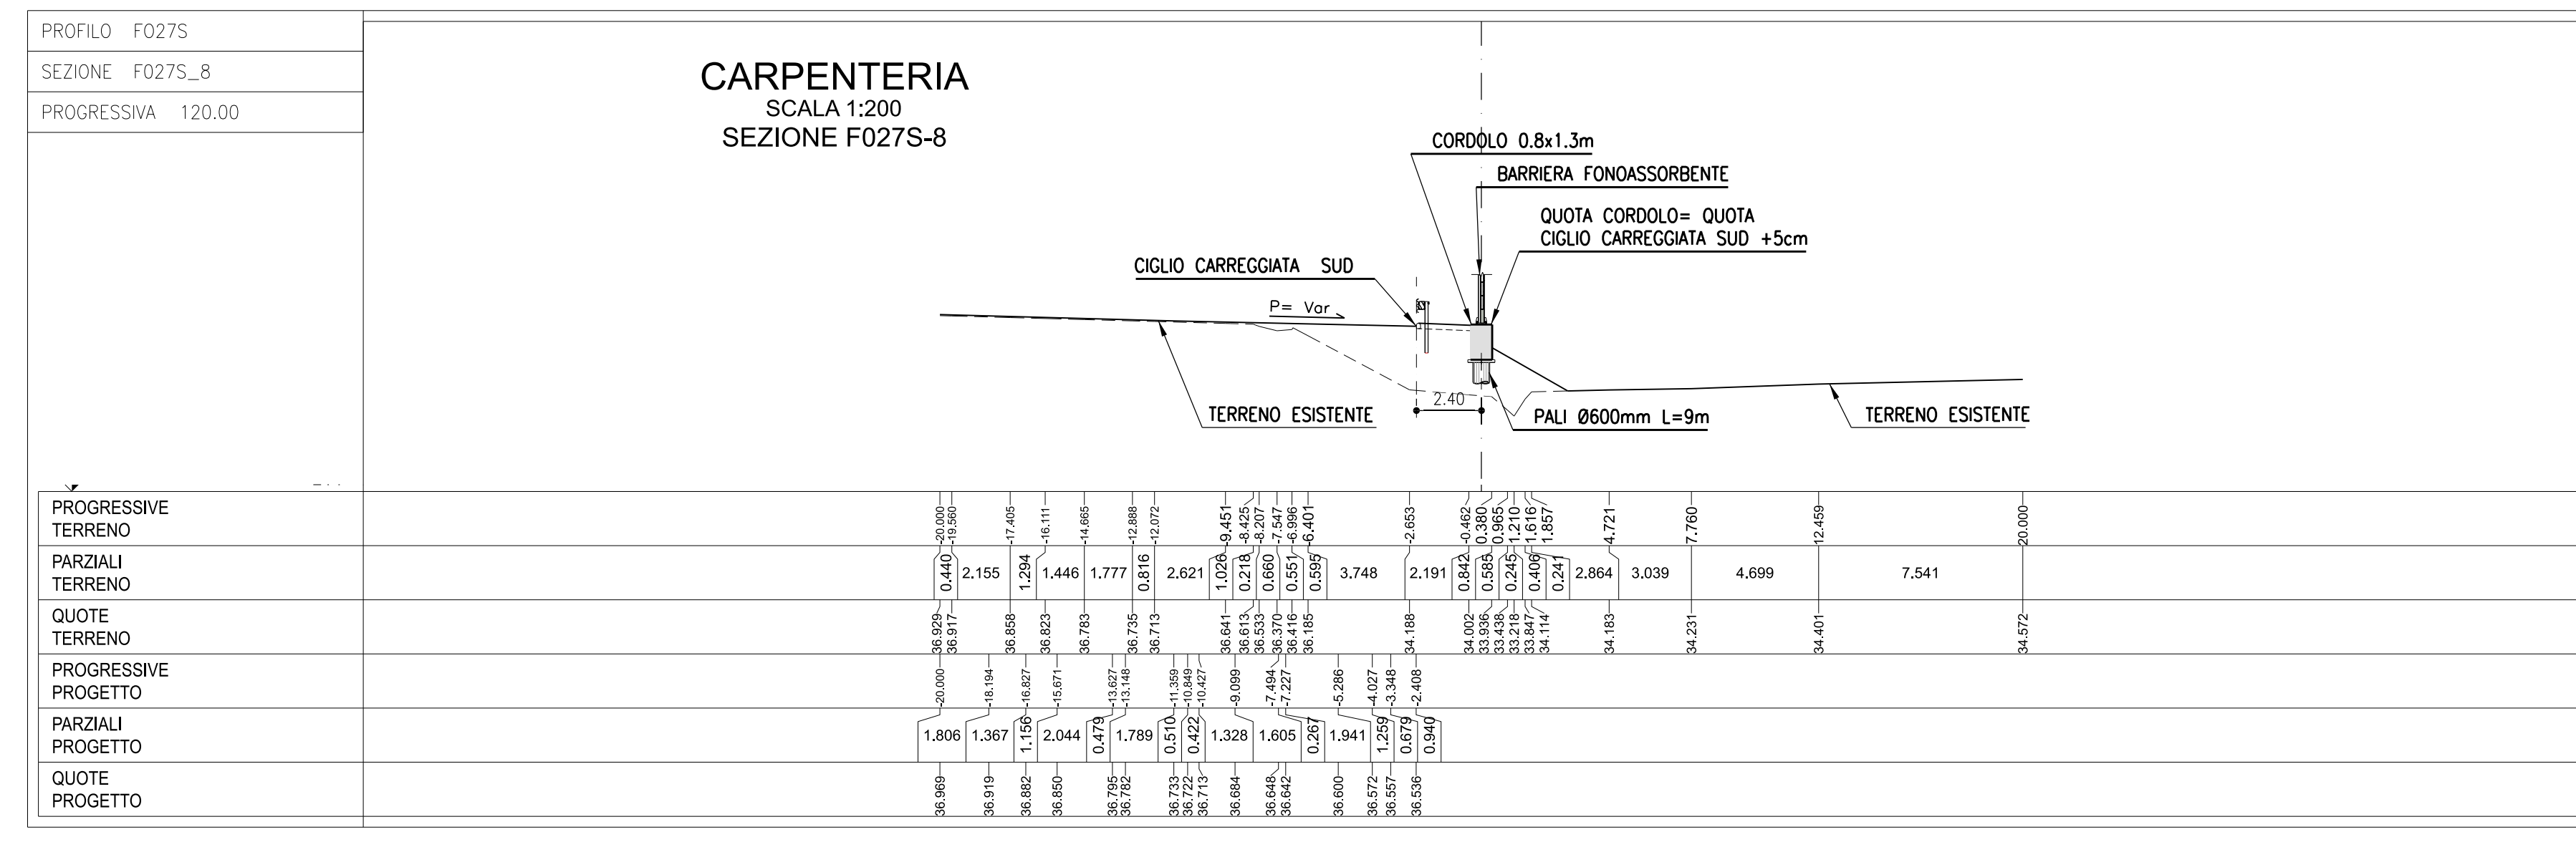 PROFILO F027S
SEZIONE F027S_8
PROGRESSIVA 120.00
CARPENTERIA
SCALA 1:200
SEZIONE F027S-8
CORDOLO 0.8x1.3m
BARRIERA FONOASSORBENTE
QUOTA CORDOLO= QUOTA
CIGLIO CARREGGIATA SUD +5cm
CIGLIO CARREGGIATA SUD
P= Var
2.40
TERRENO ESISTENTE
PALI Ø600mm L=9m
TERRENO ESISTENTE
PROGRESSIVE
TERRENO
-20.000 -19.560 -17.405 -16.111 -14.665 -12.888 -12.072 -9.451 -8.425 -8.207 -7.547 -6.996 -6.401 -2.653 -0.462 0.380 0.965 1.210 1.616 1.857 4.721 7.760 12.459 20.000
PARZIALI
TERRENO
0.440 2.155 1.294 1.446 1.777 0.816 2.621 1.026 0.218 0.660 0.551 0.595 3.748 2.191 0.842 0.585 0.245 0.406 0.241 2.864 3.039 4.699 7.541
QUOTE
TERRENO
36.929 36.917 36.858 36.823 36.783 36.735 36.713 36.641 36.613 36.533 36.370 36.416 36.185 34.188 34.002 33.936 33.438 33.218 33.847 34.114 34.183 34.231 34.401 34.572
PROGRESSIVE
PROGETTO
-20.000 -18.194 -16.827 -15.671 -13.627 -13.148 -11.359 -10.849 -10.427 -9.099 -7.494 -7.227 -5.286 -4.027 -3.348 -2.408
PARZIALI
PROGETTO
1.806 1.367 1.156 2.044 0.479 1.789 0.510 0.422 1.328 1.605 0.267 1.941 1.259 0.679 0.940
QUOTE
PROGETTO
36.969 36.919 36.882 36.850 36.795 36.782 36.733 36.722 36.713 36.684 36.648 36.642 36.600 36.572 36.557 36.536